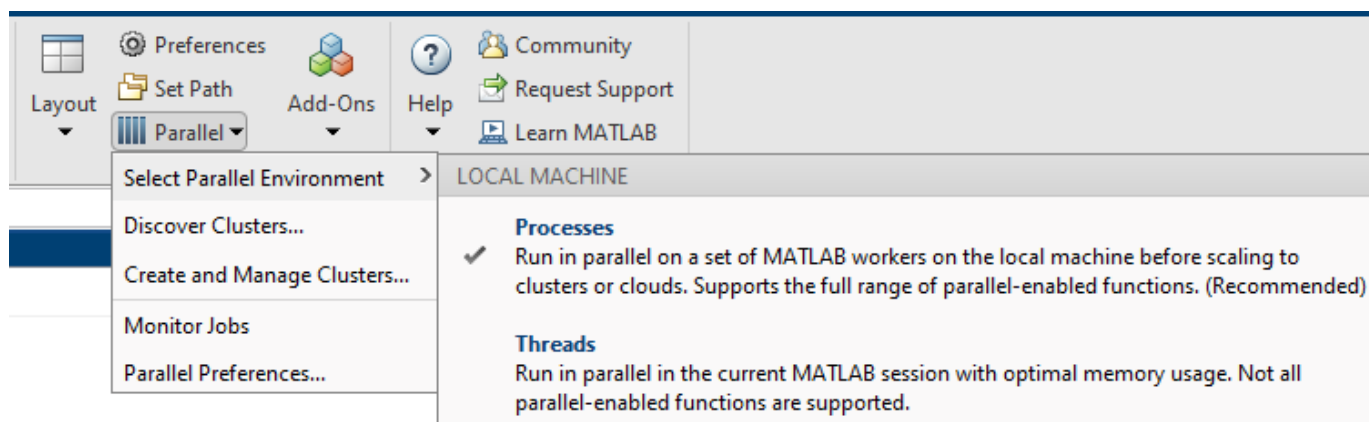 Layout
Preferences
Set Path
Parallel
Add-Ons
Help
Community
Request Support
Learn MATLAB
Select Parallel Environment
Discover Clusters...
Create and Manage Clusters...
Monitor Jobs
Parallel Preferences...
LOCAL MACHINE
Processes
Run in parallel on a set of MATLAB workers on the local machine before scaling to
clusters or clouds. Supports the full range of parallel-enabled functions. (Recommended)
Threads
Run in parallel in the current MATLAB session with optimal memory usage. Not all
parallel-enabled functions are supported.